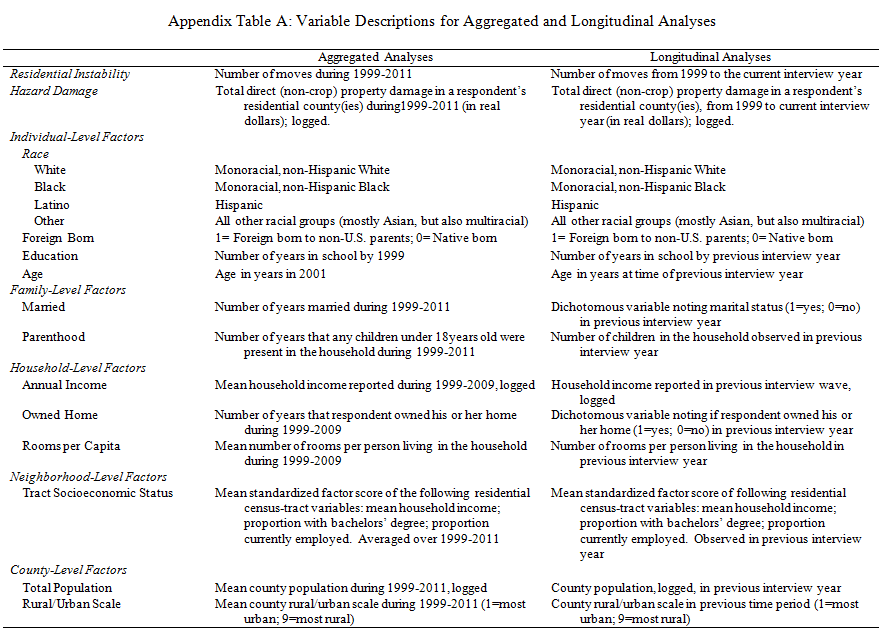 Appendix Table A: Variable Descriptions for Aggregated and Longitudinal Analyses
Aggregated Analyses Longitudinal Analyses
Residential Instability Number of moves during 1999-2011 Number of moves from 1999 to the current interview year
Hazard Damage Total direct (non-crop) property damage in a respondent's Total direct (non-crop) property damage in a respondent's
residential county(ies) during1999-2011 (in real residential county(ies), from 1999 to current interview
dollars); logged. year (in real dollars); logged.
Individual-Level Factors
Race
White Monoracial, non-Hispanic White Monoracial, non-Hispanic White
Black Monoracial, non-Hispanic Black Monoracial, non-Hispanic Black
Latino Hispanic Hispanic
Other All other racial groups (mostly Asian, but also multiracial) All other racial groups (mostly Asian, but also multiracial)
Foreign Born 1= Foreign born to non-U.S. parents; 0= Native born 1= Foreign born to non-U.S. parents; 0= Native born
Education Number of years in school by 1999 Number of years in school by previous interview year
Age Age in years in 2001 Age in years at time of previous interview year
Family-Level Factors
Married Number of years married during 1999-2011 Dichotomous variable noting marital status (1=yes; 0=no)
in previous interview year
Parenthood Number of years that any children under 18years old were Number of children in the household observed in previous
present in the household during 1999-2011 interview year
Household-Level Factors
Annual Income Mean household income reported during 1999-2009, logged Household income reported in previous interview wave,
logged
Owned Home Number of years that respondent owned his or her home Dichotomous variable noting if respondent owned his or
during 1999-2009 her home (1=yes; 0=no) in previous interview year
Rooms per Capita Mean number of rooms per person living in the household Number of rooms per person living in the household in
during 1999-2009 previous interview year
Neighborhood-Level Factors
Tract Socioeconomic Status Mean standardized factor score of the following residential Mean standardized factor score of following residential
census-tract variables: mean household income; census-tract variables: mean household income;
proportion with bachelors' degree; proportion proportion with bachelors' degree; proportion
currently employed. Averaged over 1999-2011 currently employed. Observed in previous interview
year
County-Level Factors
Total Population Mean county population during 1999-2011, logged County population, logged, in previous interview year
Rural/Urban Scale Mean county rural/urban scale during 1999-2011 (1=most County rural/urban scale in previous time period (1=most
urban; 9=most rural) urban; 9=most rural)